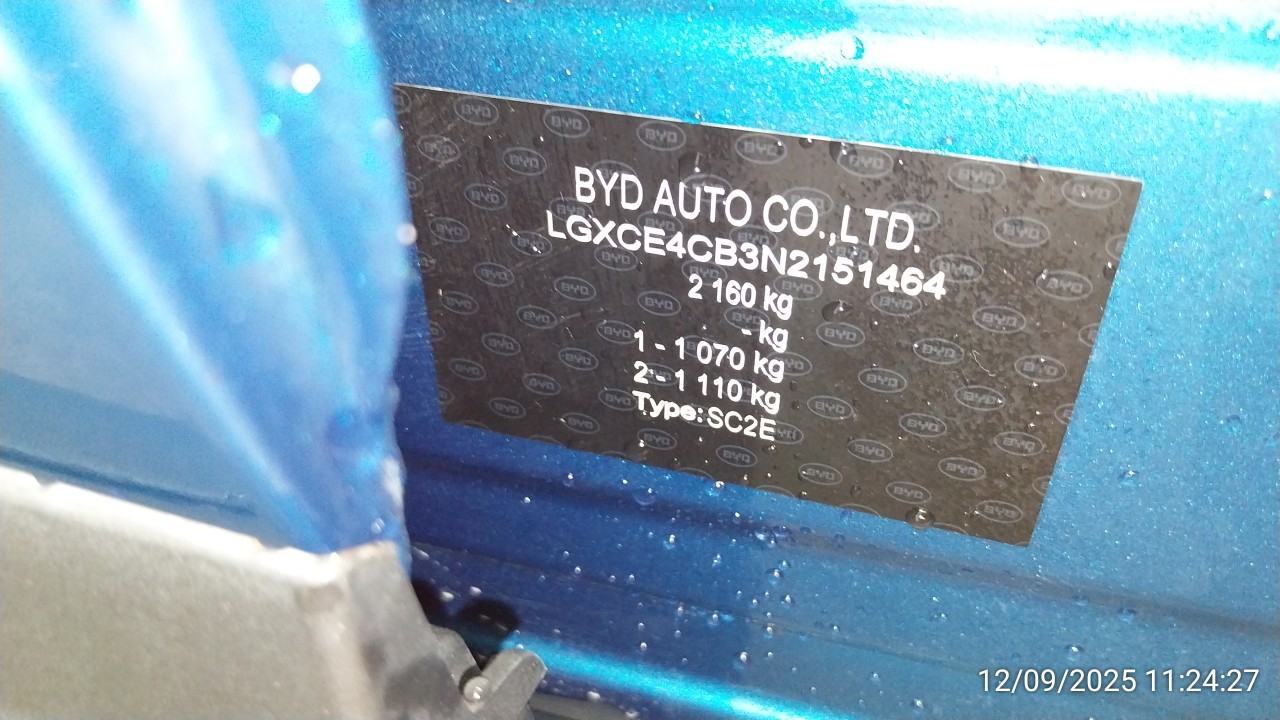 BYD AUTO CO.,LTD.
LGXCE4CB3N2151464
2 160 kg
- kg
1 - 1 070 kg
2 - 1 110 kg
Type: SC2E
12/09/2025 11:24:27